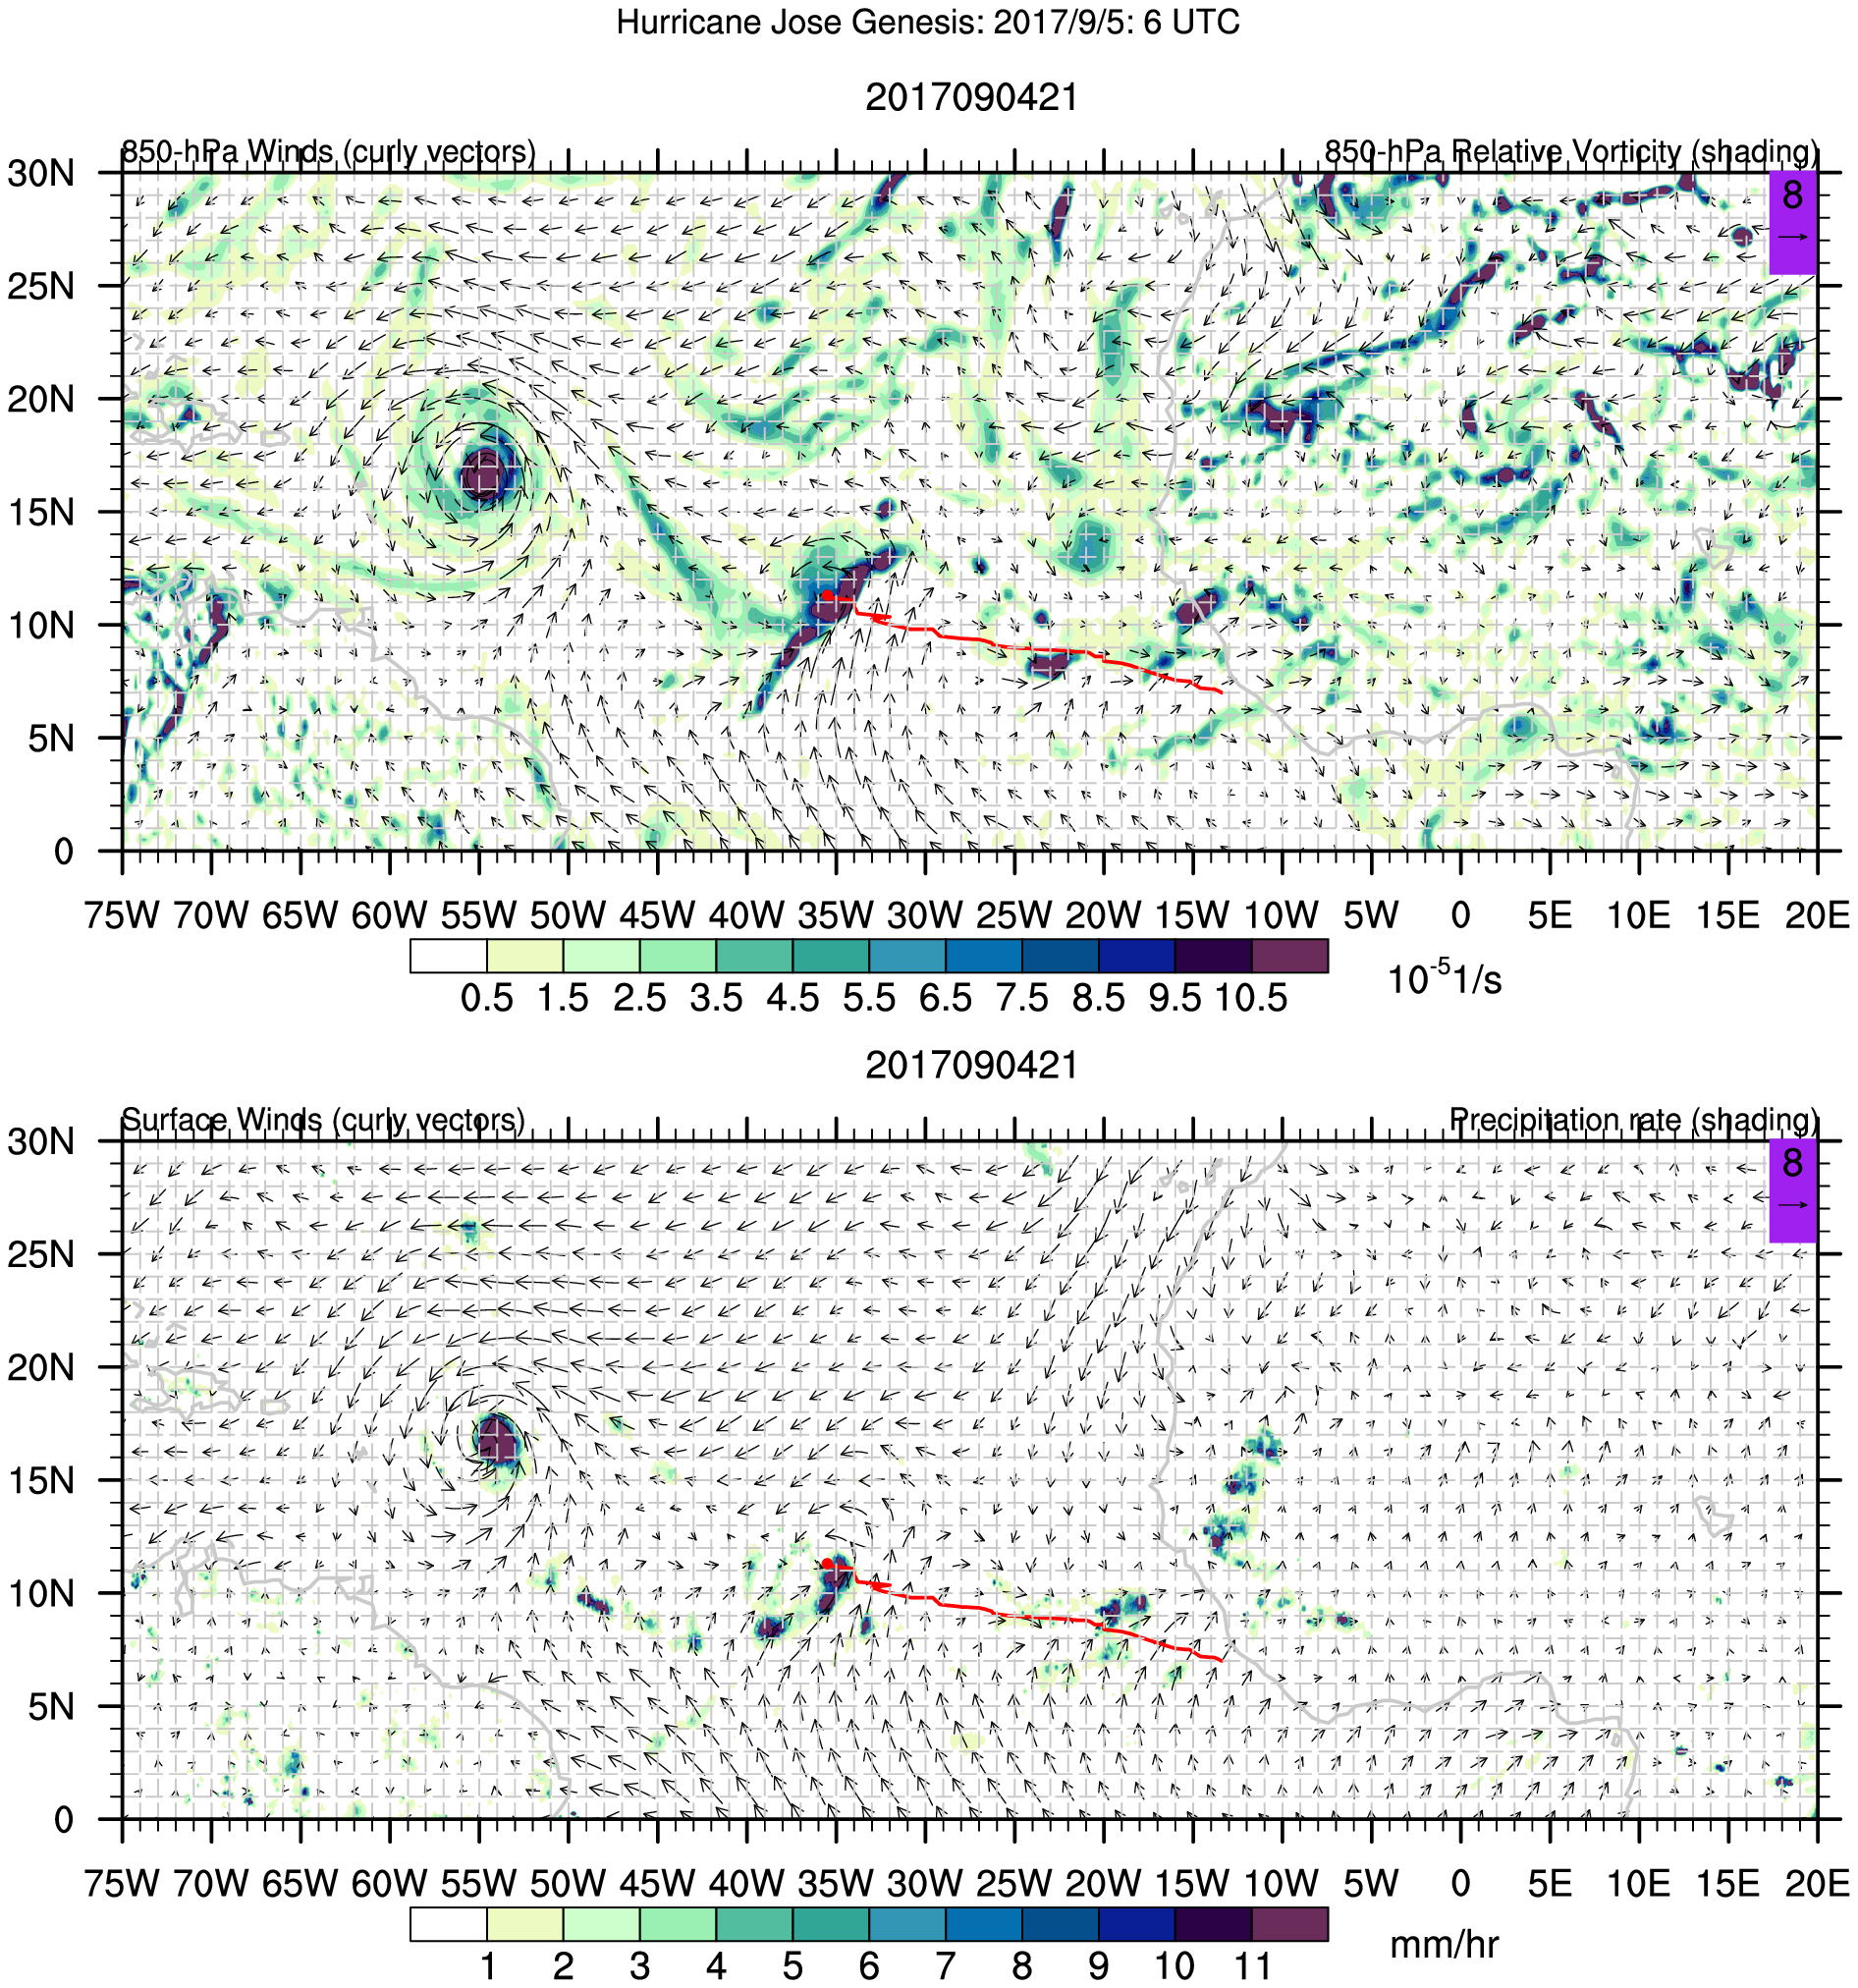 Hurricane Jose Genesis: 2017/9/5: 6 UTC
2017090421
850-hPa Winds (curly vectors) 850-hPa Relative Vorticity (shading)
30N
8
25N
20N
15N
10N
5N
0
75W 70W 65W 60W 55W 50W 45W 40W 35W 30W 25W 20W 15W 10W 5W 0 5E 10E 15E 20E
0.5 1.5 2.5 3.5 4.5 5.5 6.5 7.5 8.5 9.5 10.5 10⁻⁵1/s
2017090421
Surface Winds (curly vectors) Precipitation rate (shading)
30N
8
25N
20N
15N
10N
5N
0
75W 70W 65W 60W 55W 50W 45W 40W 35W 30W 25W 20W 15W 10W 5W 0 5E 10E 15E 20E
1 2 3 4 5 6 7 8 9 10 11 mm/hr